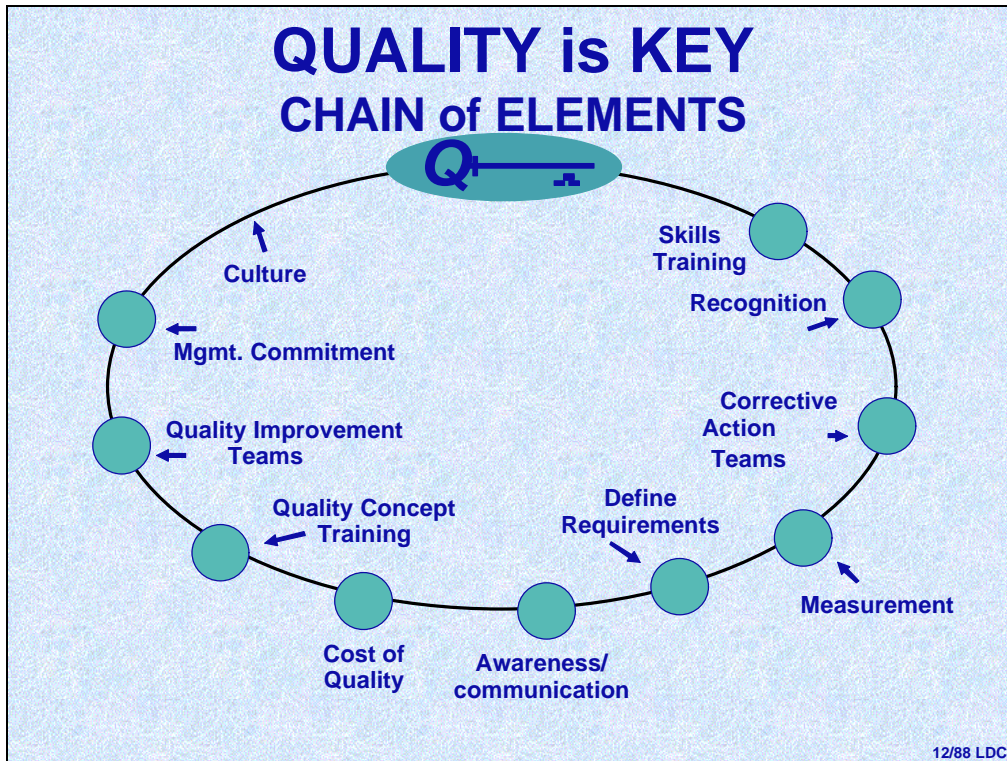 QUALITY is KEY
CHAIN of ELEMENTS
Q
Culture
Mgmt. Commitment
Quality Improvement
Teams
Quality Concept
Training
Cost of
Quality
Awareness/
communication
Define
Requirements
Measurement
Corrective
Action
Teams
Recognition
Skills
Training
12/88 LDC